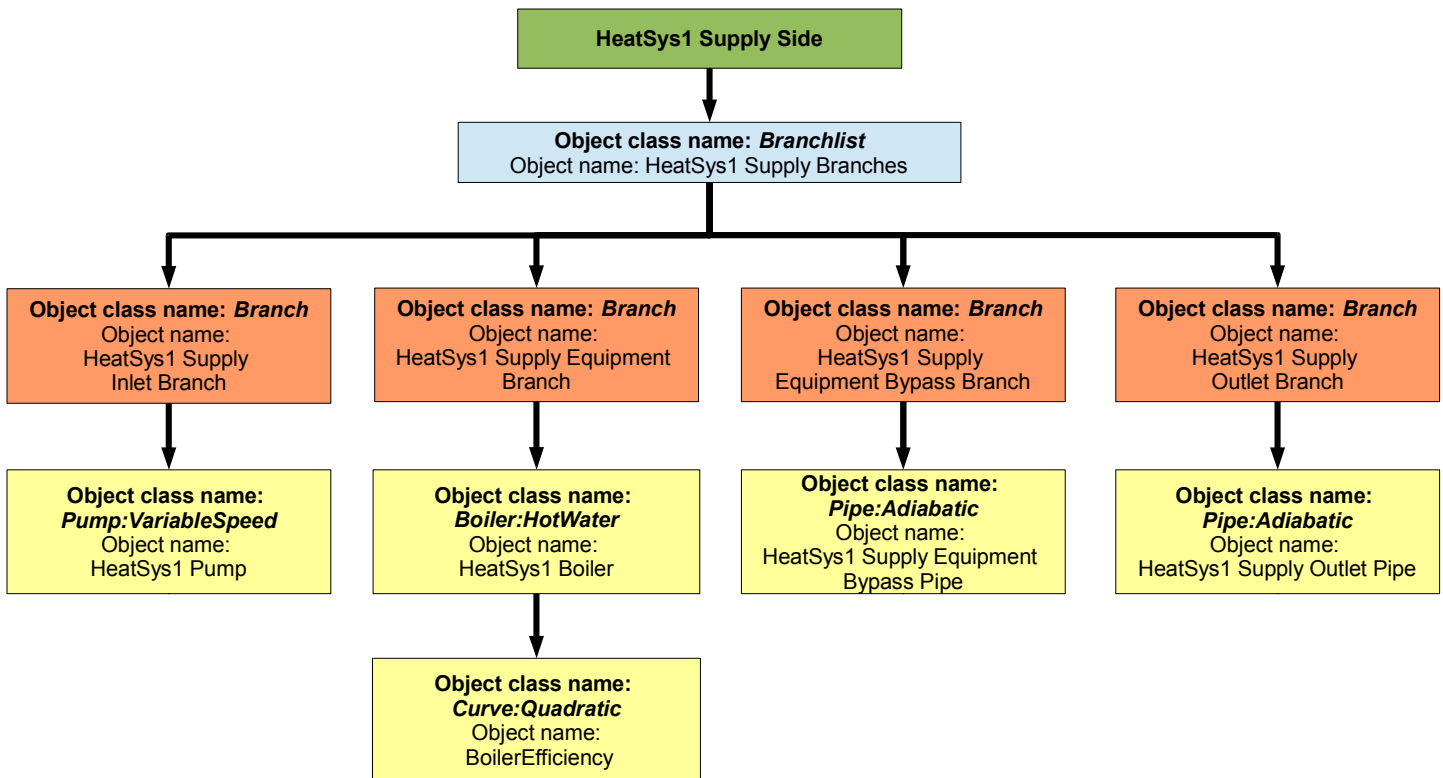 HeatSys1 Supply Side
Object class name: Branchlist
Object name: HeatSys1 Supply Branches
Object class name: Branch
Object name:
HeatSys1 Supply
Inlet Branch
Object class name: Branch
Object name:
HeatSys1 Supply Equipment
Branch
Object class name: Branch
Object name:
HeatSys1 Supply
Equipment Bypass Branch
Object class name: Branch
Object name:
HeatSys1 Supply
Outlet Branch
Object class name:
Pump:VariableSpeed
Object name:
HeatSys1 Pump
Object class name:
Boiler:HotWater
Object name:
HeatSys1 Boiler
Object class name:
Pipe:Adiabatic
Object name:
HeatSys1 Supply Equipment
Bypass Pipe
Object class name:
Pipe:Adiabatic
Object name:
HeatSys1 Supply Outlet Pipe
Object class name:
Curve:Quadratic
Object name:
BoilerEfficiency